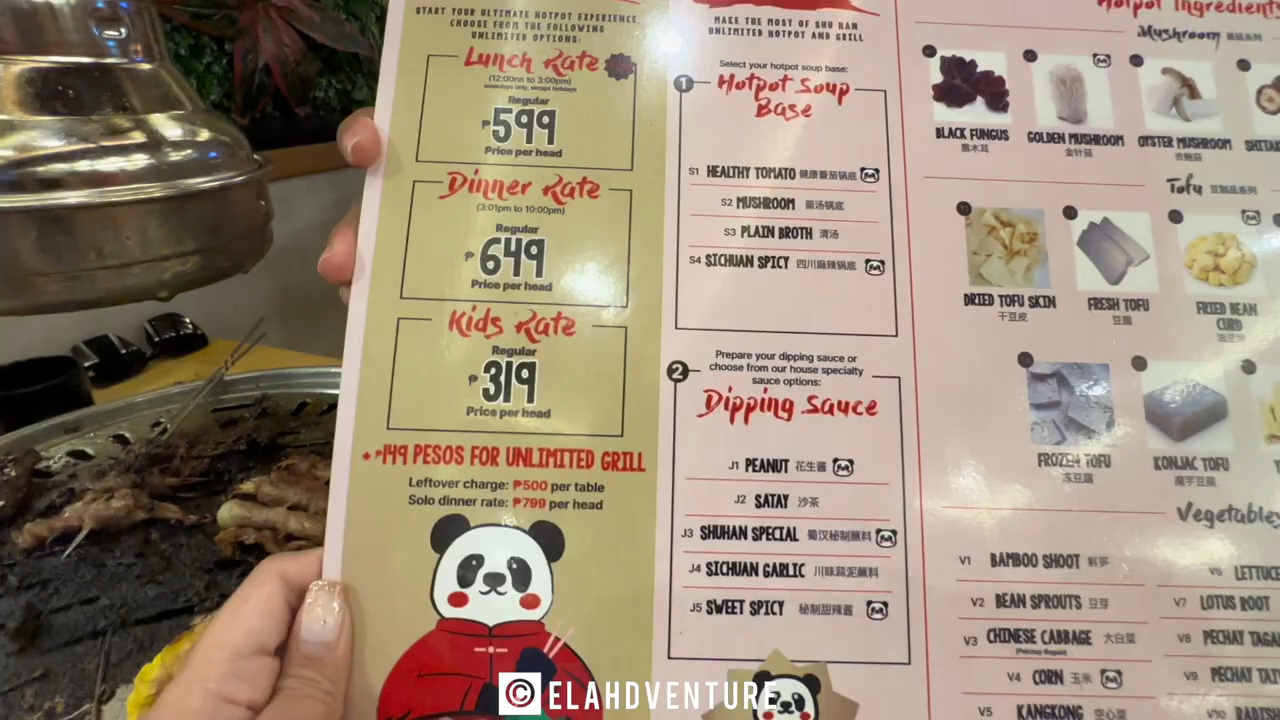 START YOUR ULTIMATE HOTPOT EXPERIENCE,
CHOOSE FROM THE FOLLOWING
UNLIMITED OPTIONS:
Lunch Rate
(12:00nn to 3:00pm)
weekdays only, except holidays
Regular
₱599
Price per head
Dinner Rate
(3:01pm to 10:00pm)
Regular
₱649
Price per head
Kids Rate
Regular
₱319
Price per head
+ ₱149 PESOS FOR UNLIMITED GRILL
Leftover charge: ₱500 per table
Solo dinner rate: ₱799 per head
MAKE THE MOST OF SHU HAN
UNLIMITED HOTPOT AND GRILL
Select your hotpot soup base:
1
Hotpot Soup
Base
S1 HEALTHY TOMATO 健康番茄锅底
S2 MUSHROOM 菌汤锅底
S3 PLAIN BROTH 清汤
S4 SICHUAN SPICY 四川麻辣锅底
Prepare your dipping sauce or
2 choose from our house specialty
sauce options:
Dipping Sauce
J1 PEANUT 花生酱
J2 SATAY 沙茶
J3 SHUHAN SPECIAL 蜀汉秘制蘸料
J4 SICHUAN GARLIC 川味蒜泥蘸料
J5 SWEET SPICY 秘制甜辣酱
Hotpot Ingredients
Mushroom
BLACK FUNGUS
黑木耳
GOLDEN MUSHROOM
金针菇
OYSTER MUSHROOM
Tofu
DRIED TOFU SKIN
干豆皮
FRESH TOFU
豆腐
FRIED BEAN
CURD
FROZEN TOFU
冻豆腐
KONJAC TOFU
魔芋豆腐
Vegetables
V1 BAMBOO SHOOT 鲜笋
V2 BEAN SPROUTS 豆芽
V3 CHINESE CABBAGE 大白菜
V4 CORN 玉米
V5 KANGKONG 空心菜
V6 LETTUCE
V7 LOTUS ROOT
V8 PECHAY TAGA
V9 PECHAY TAI
© ELAHDVENTURE